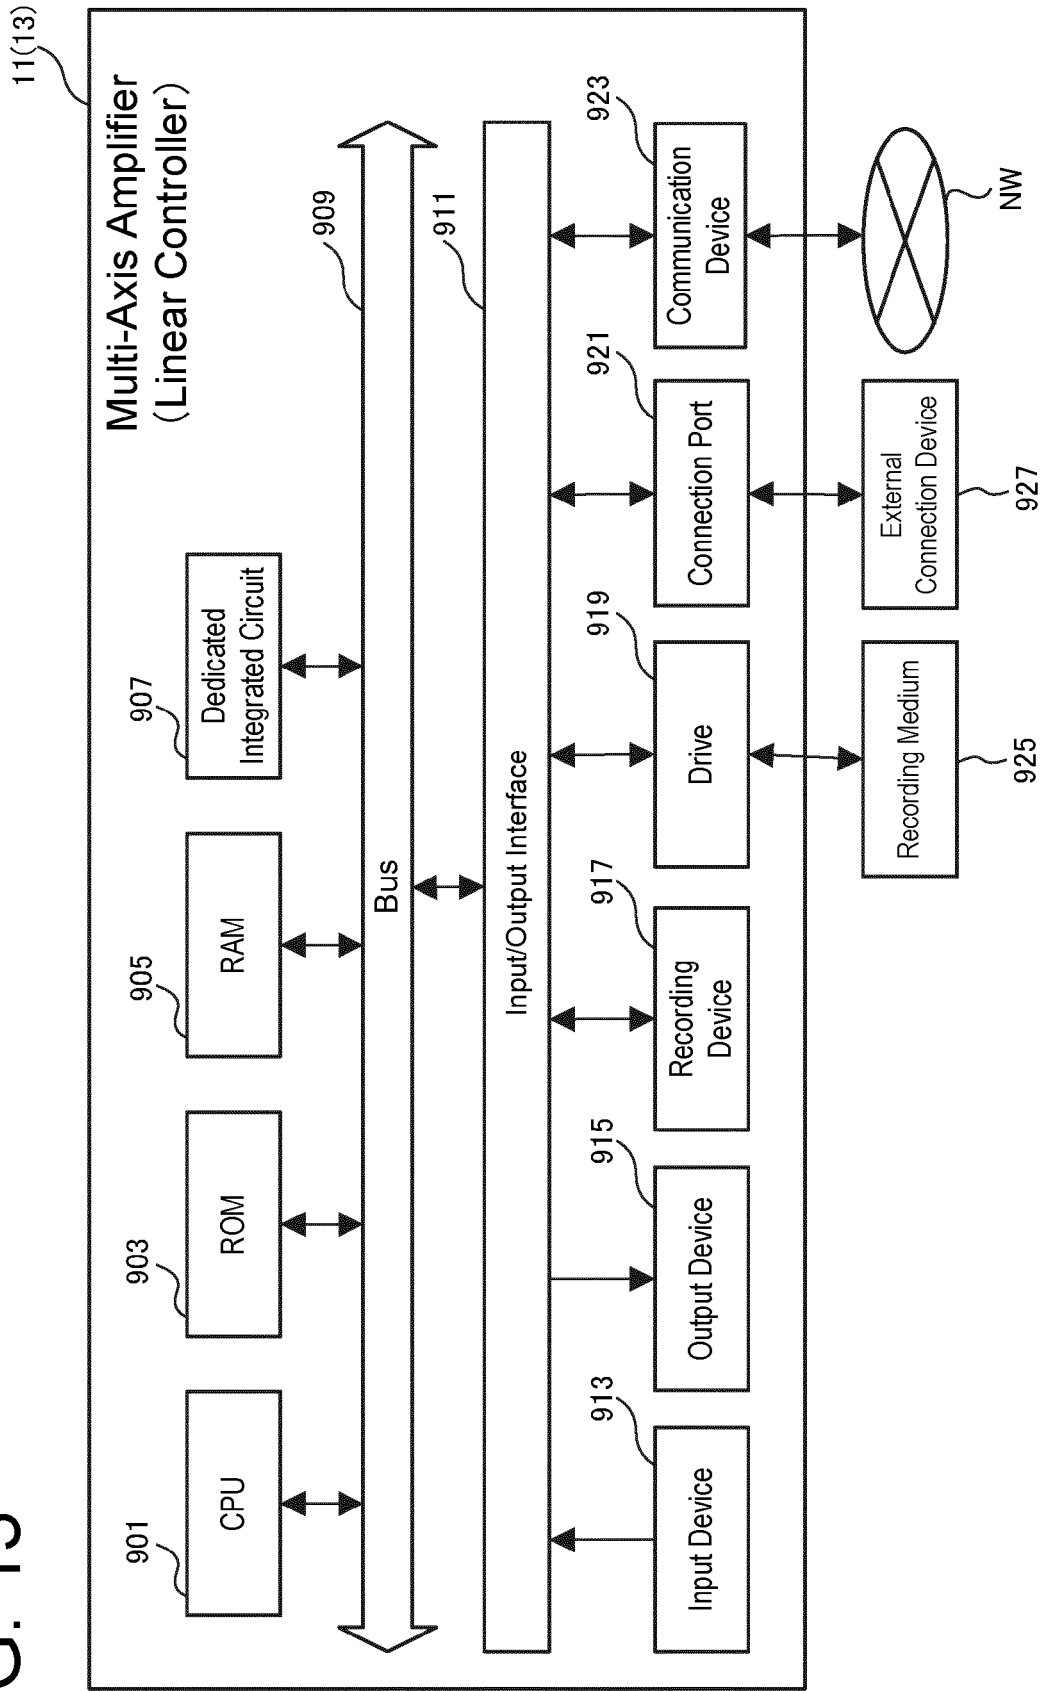 11(13)
Multi-Axis Amplifier
(Linear Controller)
901
CPU
903
ROM
905
RAM
907
Dedicated
Integrated Circuit
909
Bus
911
Input/Output Interface
913
Input Device
915
Output Device
917
Recording
Device
919
Drive
921
Connection Port
923
Communication
Device
Recording Medium
925
External
Connection Device
927
NW